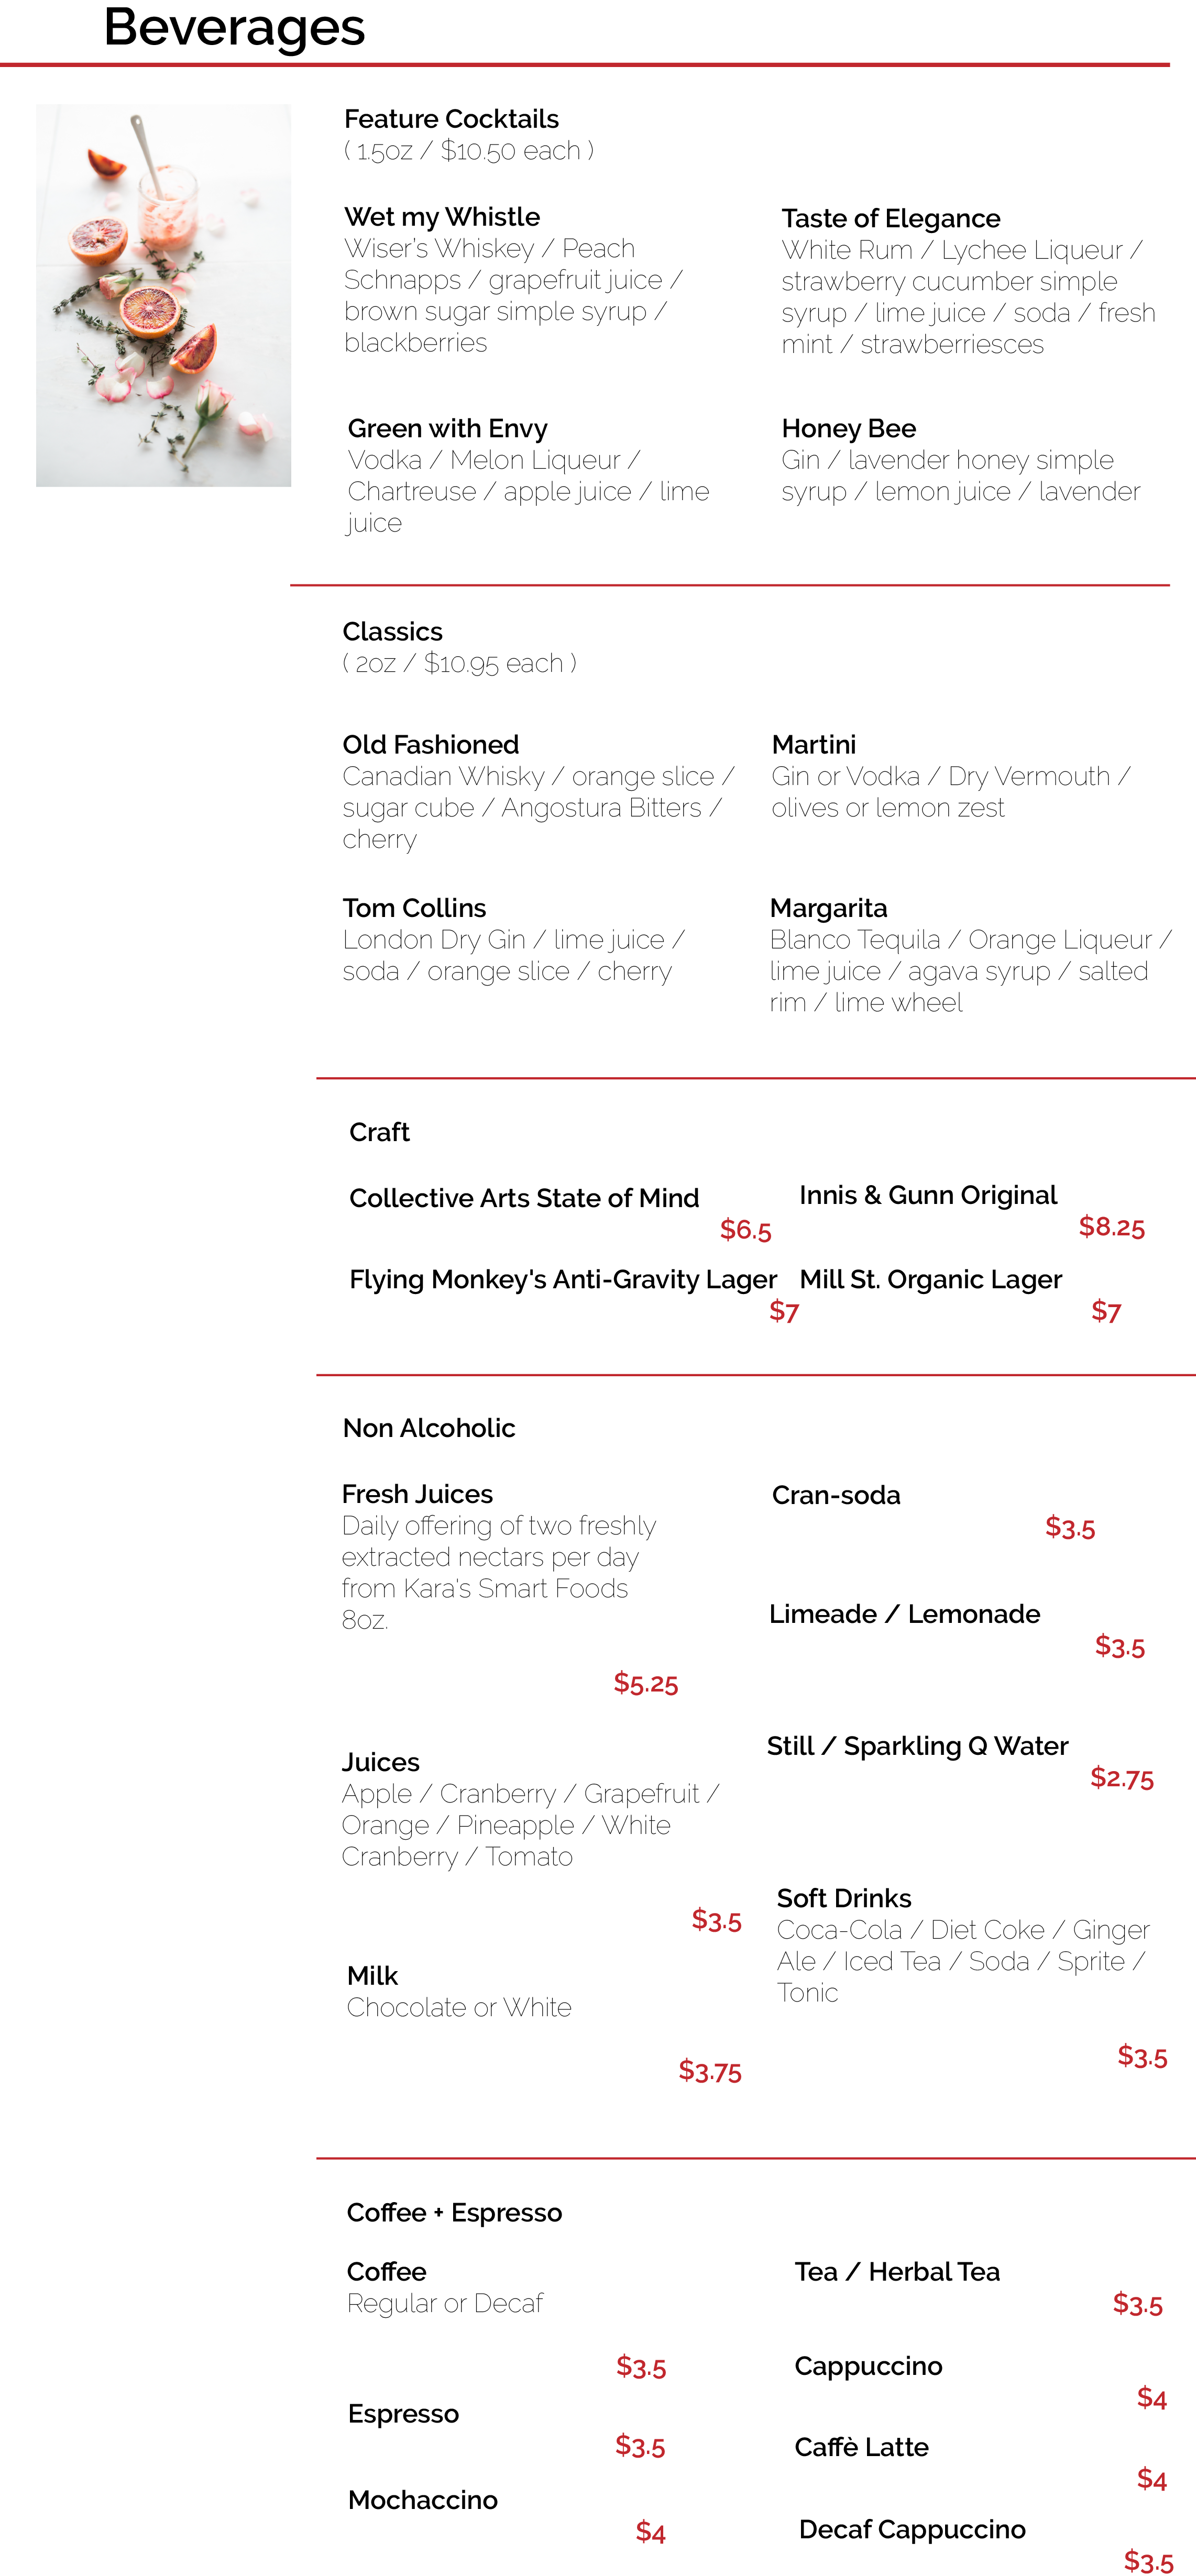 Beverages
Feature Cocktails
( 1.5oz / $10.50 each )
Wet my Whistle
Wiser's Whiskey / Peach
Schnapps / grapefruit juice /
brown sugar simple syrup /
blackberries
Taste of Elegance
White Rum / Lychee Liqueur /
strawberry cucumber simple
syrup / lime juice / soda / fresh
mint / strawberriesces
Green with Envy
Vodka / Melon Liqueur /
Chartreuse / apple juice / lime
juice
Honey Bee
Gin / lavender honey simple
syrup / lemon juice / lavender
Classics
( 2oz / $10.95 each )
Old Fashioned
Canadian Whisky / orange slice /
sugar cube / Angostura Bitters /
cherry
Martini
Gin or Vodka / Dry Vermouth /
olives or lemon zest
Tom Collins
London Dry Gin / lime juice /
soda / orange slice / cherry
Margarita
Blanco Tequila / Orange Liqueur /
lime juice / agava syrup / salted
rim / lime wheel
Craft
Collective Arts State of Mind
$6.5
Innis & Gunn Original
$8.25
Flying Monkey's Anti-Gravity Lager
$7
Mill St. Organic Lager
$7
Non Alcoholic
Fresh Juices
Daily offering of two freshly
extracted nectars per day
from Kara's Smart Foods
8oz.
$5.25
Cran-soda
$3.5
Limeade / Lemonade
$3.5
Still / Sparkling Q Water
$2.75
Juices
Apple / Cranberry / Grapefruit /
Orange / Pineapple / White
Cranberry / Tomato
$3.5
Soft Drinks
Coca-Cola / Diet Coke / Ginger
Ale / Iced Tea / Soda / Sprite /
Tonic
$3.5
Milk
Chocolate or White
$3.75
Coffee + Espresso
Coffee
Regular or Decaf
$3.5
Tea / Herbal Tea
$3.5
Cappuccino
$4
Espresso
$3.5
Caffè Latte
$4
Mochaccino
$4
Decaf Cappuccino
$3.5